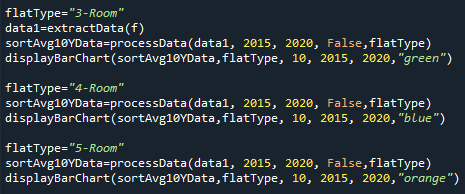 flatType="3-Room"
data1=extractData(f)
sortAvg10YData=processData(data1, 2015, 2020, False,flatType)
displayBarChart(sortAvg10YData,flatType, 10, 2015, 2020,"green")
flatType="4-Room"
sortAvg10YData=processData(data1, 2015, 2020, False,flatType)
displayBarChart(sortAvg10YData,flatType, 10, 2015, 2020,"blue")
flatType="5-Room"
sortAvg10YData=processData(data1, 2015, 2020, False,flatType)
displayBarChart(sortAvg10YData,flatType, 10, 2015, 2020,"orange")